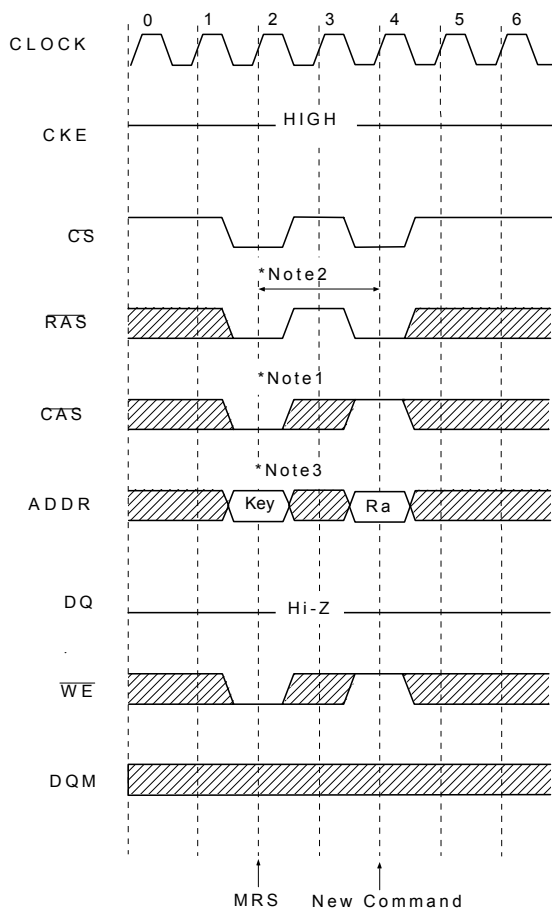 0 1 2 3 4 5 6
CLOCK
HIGH
CKE
CS
*Note2
RAS
*Note1
CAS
*Note3
ADDR
Key
Ra
DQ
Hi-Z
WE
DQM
MRS
New Command